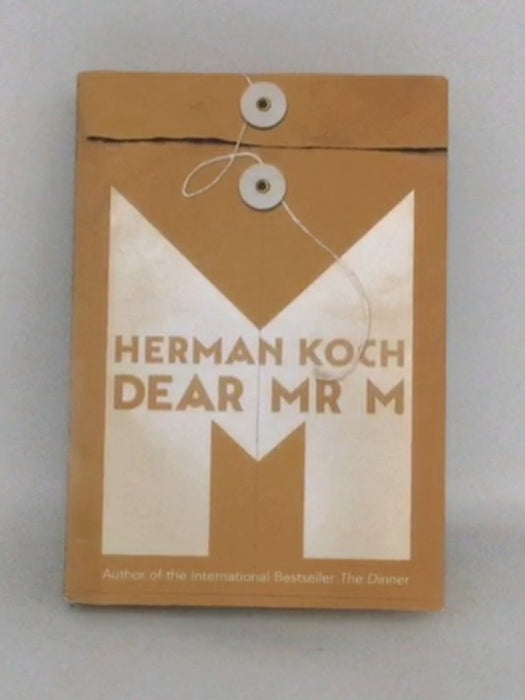 HERMAN KOCH
DEAR MR M
Author of the International Bestseller The Dinner